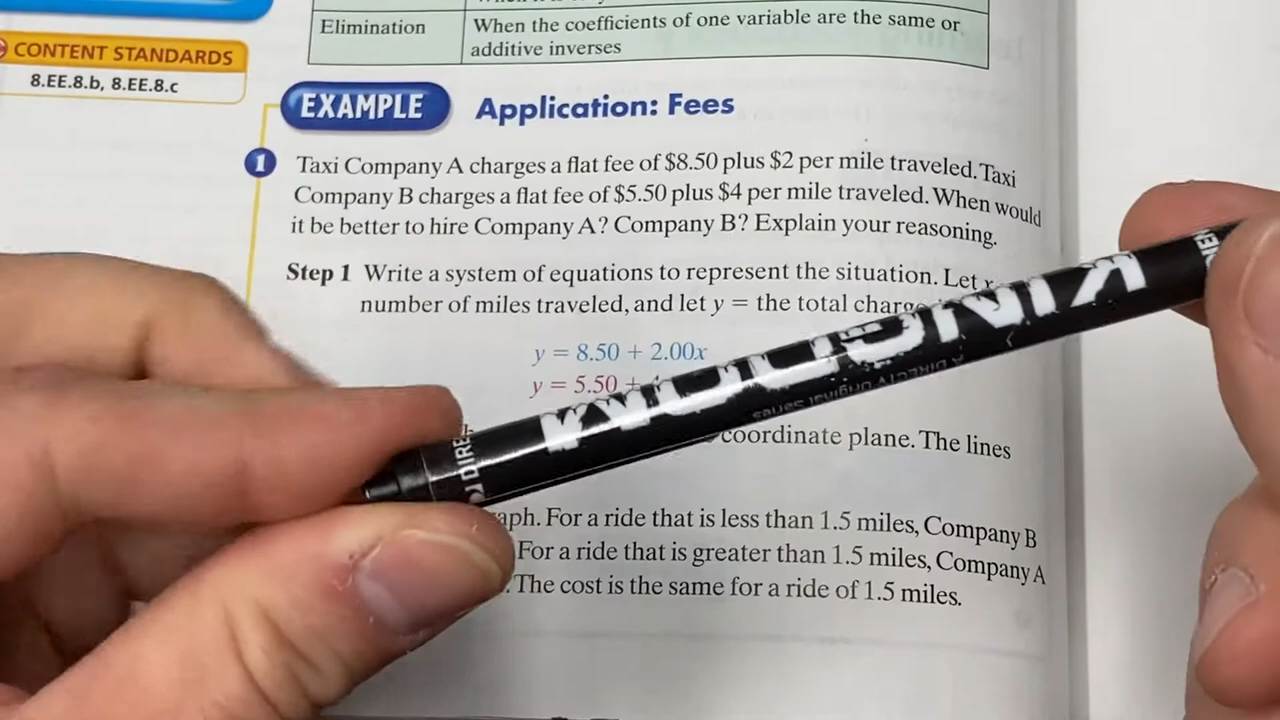 Elimination
When the coefficients of one variable are the same or
additive inverses
CONTENT STANDARDS
8.EE.8.b, 8.EE.8.c
EXAMPLE Application: Fees
1 Taxi Company A charges a flat fee of $8.50 plus $2 per mile traveled. Taxi
Company B charges a flat fee of $5.50 plus $4 per mile traveled. When would
it be better to hire Company A? Company B? Explain your reasoning.
Step 1 Write a system of equations to represent the situation. Let x
number of miles traveled, and let y = the total
y = 8.50 + 2.00x
y = 5.50 +
KINGDOM
coordinate plane. The lines
For a ride that is less than 1.5 miles, Company B
For a ride that is greater than 1.5 miles, Company A
The cost is the same for a ride of 1.5 miles.